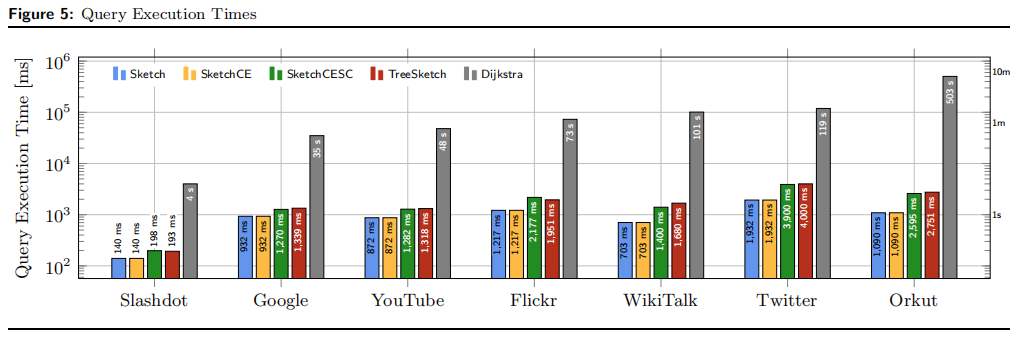 Figure 5: Query Execution Times
Query Execution Time [ms]
10^6
10^5
10^4
10^3
10^2
Sketch SketchCE SketchCESC TreeSketch Dijkstra
10m
1m
1s
140 ms 140 ms 198 ms 193 ms 4 s
932 ms 932 ms 1,270 ms 1,339 ms 35 s
872 ms 872 ms 1,282 ms 1,318 ms 48 s
1,217 ms 1,217 ms 2,177 ms 1,951 ms 73 s
703 ms 703 ms 1,400 ms 1,680 ms 101 s
1,932 ms 1,932 ms 3,900 ms 4,000 ms 119 s
1,090 ms 1,090 ms 2,595 ms 2,751 ms 503 s
Slashdot Google YouTube Flickr WikiTalk Twitter Orkut